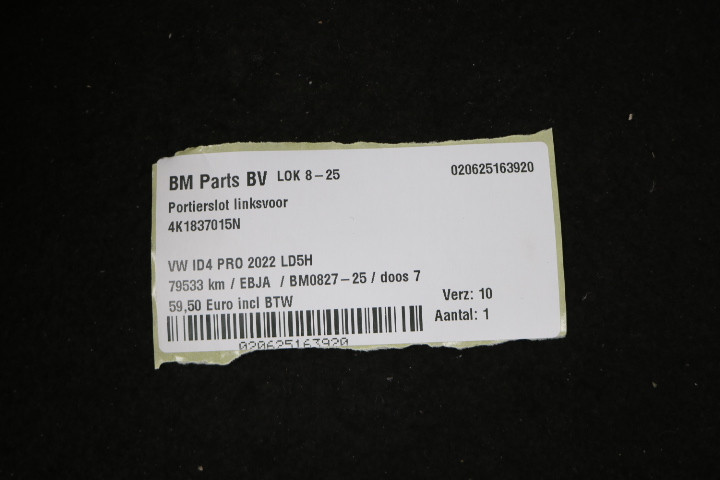 BM Parts BV LOK 8-25 020625163920
Portierslot linksvoor
4K1837015N
VW ID4 PRO 2022 LD5H
79533 km / EBJA / BM0827-25 / doos 7
59,50 Euro incl BTW Verz: 10
Aantal: 1
020625163920